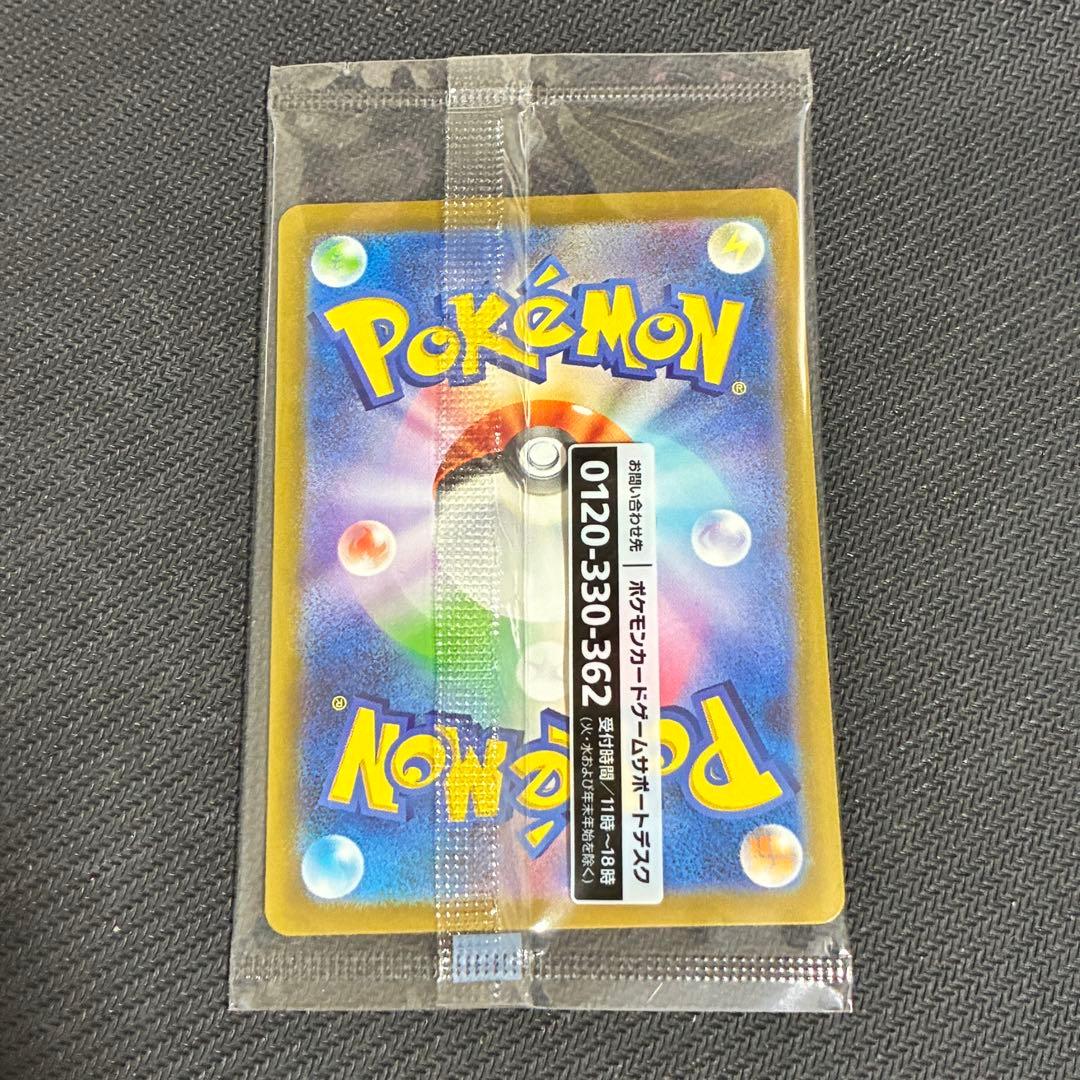 POKéMON
®
お問い合わせ先｜ポケモンカードゲームサポートデスク
0120-330-362
受付時間／11時～18時
(火・水および年末年始を除く)
POKéMON
®